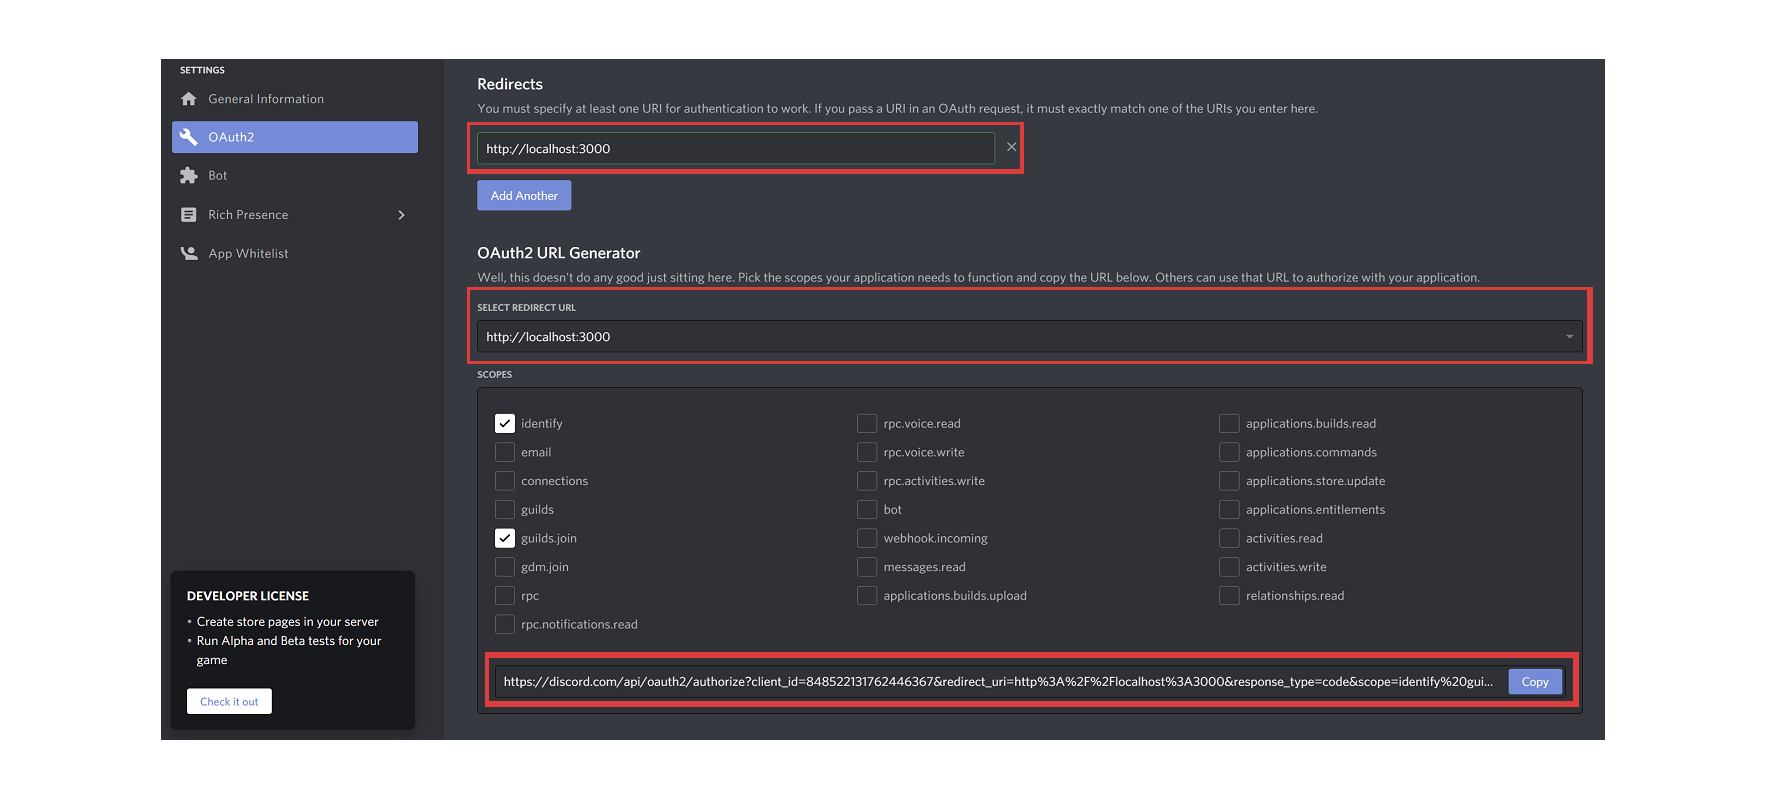 SETTINGS
General Information
OAuth2
Bot
Rich Presence
App Whitelist
DEVELOPER LICENSE
• Create store pages in your server
• Run Alpha and Beta tests for your
game
Check it out
Redirects
You must specify at least one URI for authentication to work. If you pass a URI in an OAuth request, it must exactly match one of the URIs you enter here.
http://localhost:3000
Add Another
OAuth2 URL Generator
Well, this doesn't do any good just sitting here. Pick the scopes your application needs to function and copy the URL below. Others can use that URL to authorize with your application.
SELECT REDIRECT URL
http://localhost:3000
SCOPES
identify
email
connections
guilds
guilds.join
gdm.join
rpc
rpc.notifications.read
rpc.voice.read
rpc.voice.write
rpc.activities.write
bot
webhook.incoming
messages.read
applications.builds.upload
applications.builds.read
applications.commands
applications.store.update
applications.entitlements
activities.read
activities.write
relationships.read
https://discord.com/api/oauth2/authorize?client_id=848522131762446367&redirect_uri=http%3A%2F%2Flocalhost%3A3000&response_type=code&scope=identify%20gui...
Copy